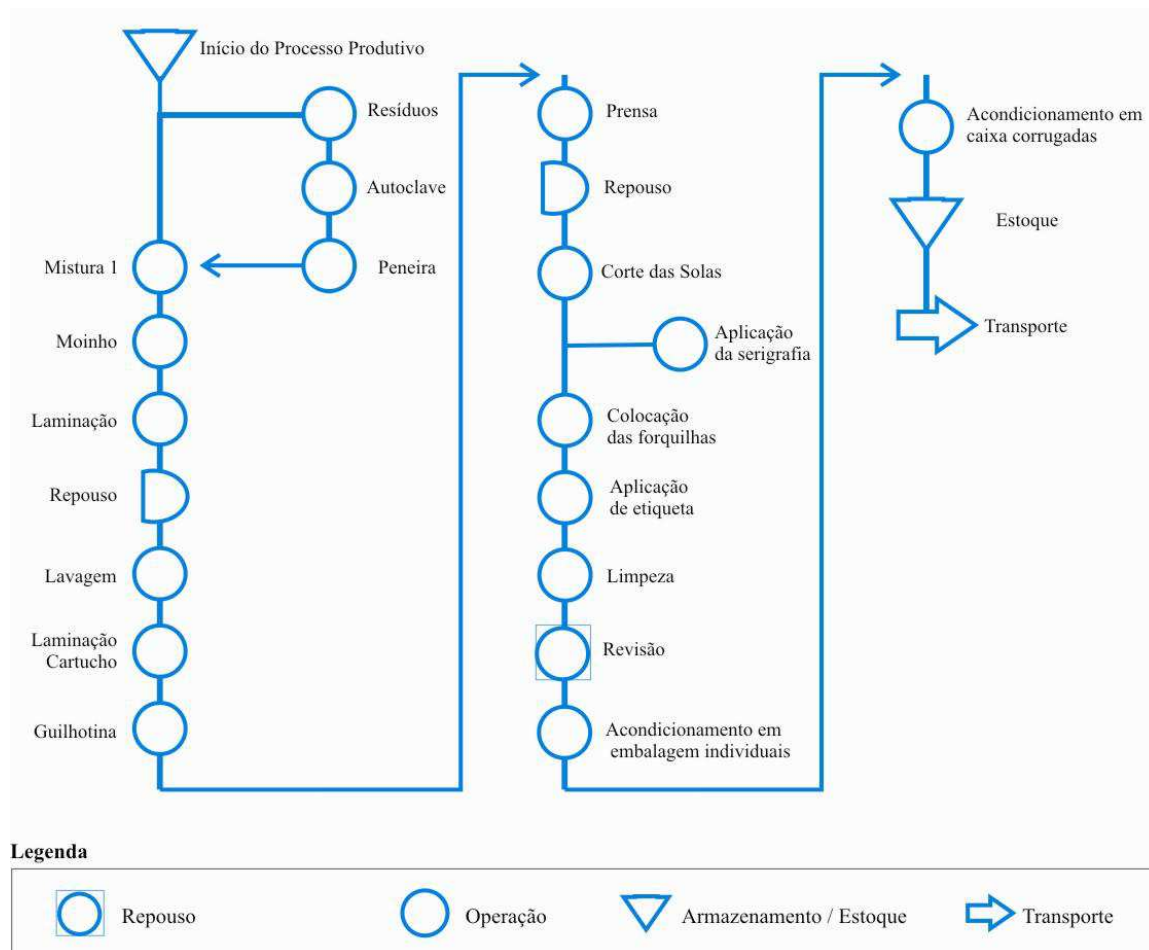 Início do Processo Produtivo
Resíduos
Autoclave
Peneira
Mistura 1
Moinho
Laminação
Repouso
Lavagem
Laminação
Cartucho
Guilhotina
Prensa
Repouso
Corte das Solas
Aplicação
da serigrafia
Colocação
das forquilhas
Aplicação
de etiqueta
Limpeza
Revisão
Acondicionamento em
embalagem individuais
Acondicionamento em
caixa corrugadas
Estoque
Transporte
Legenda
Repouso
Operação
Armazenamento / Estoque
Transporte